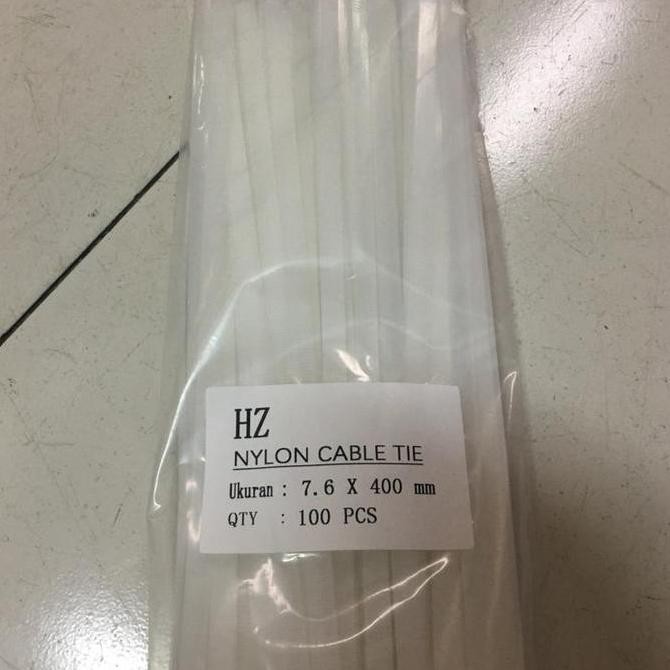 HZ
NYLON CABLE TIE
Ukuran : 7.6 X 400 mm
QTY : 100 PCS